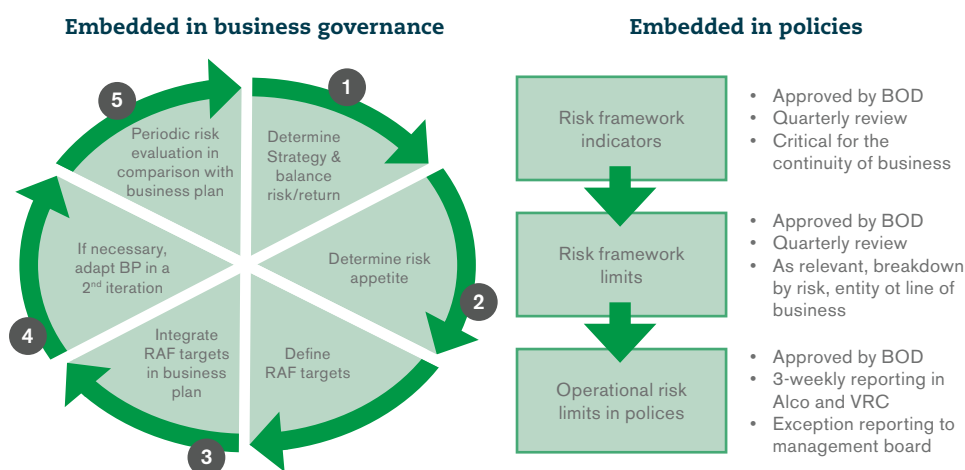 Embedded in business governance
1
Determine
Strategy &
balance
risk/return
2
Determine risk
appetite
Define
RAF targets
3
Integrate
RAF targets
in business
plan
4
If necessary,
adapt BP in a
2nd iteration
5
Periodic risk
evaluation in
comparison with
business plan
Embedded in policies
Risk framework
indicators
• Approved by BOD
• Quarterly review
• Critical for the
continuity of business
Risk framework
limits
• Approved by BOD
• Quarterly review
• As relevant, breakdown
by risk, entity ot line of
business
Operational risk
limits in polices
• Approved by BOD
• 3-weekly reporting in
Alco and VRC
• Exception reporting to
management board